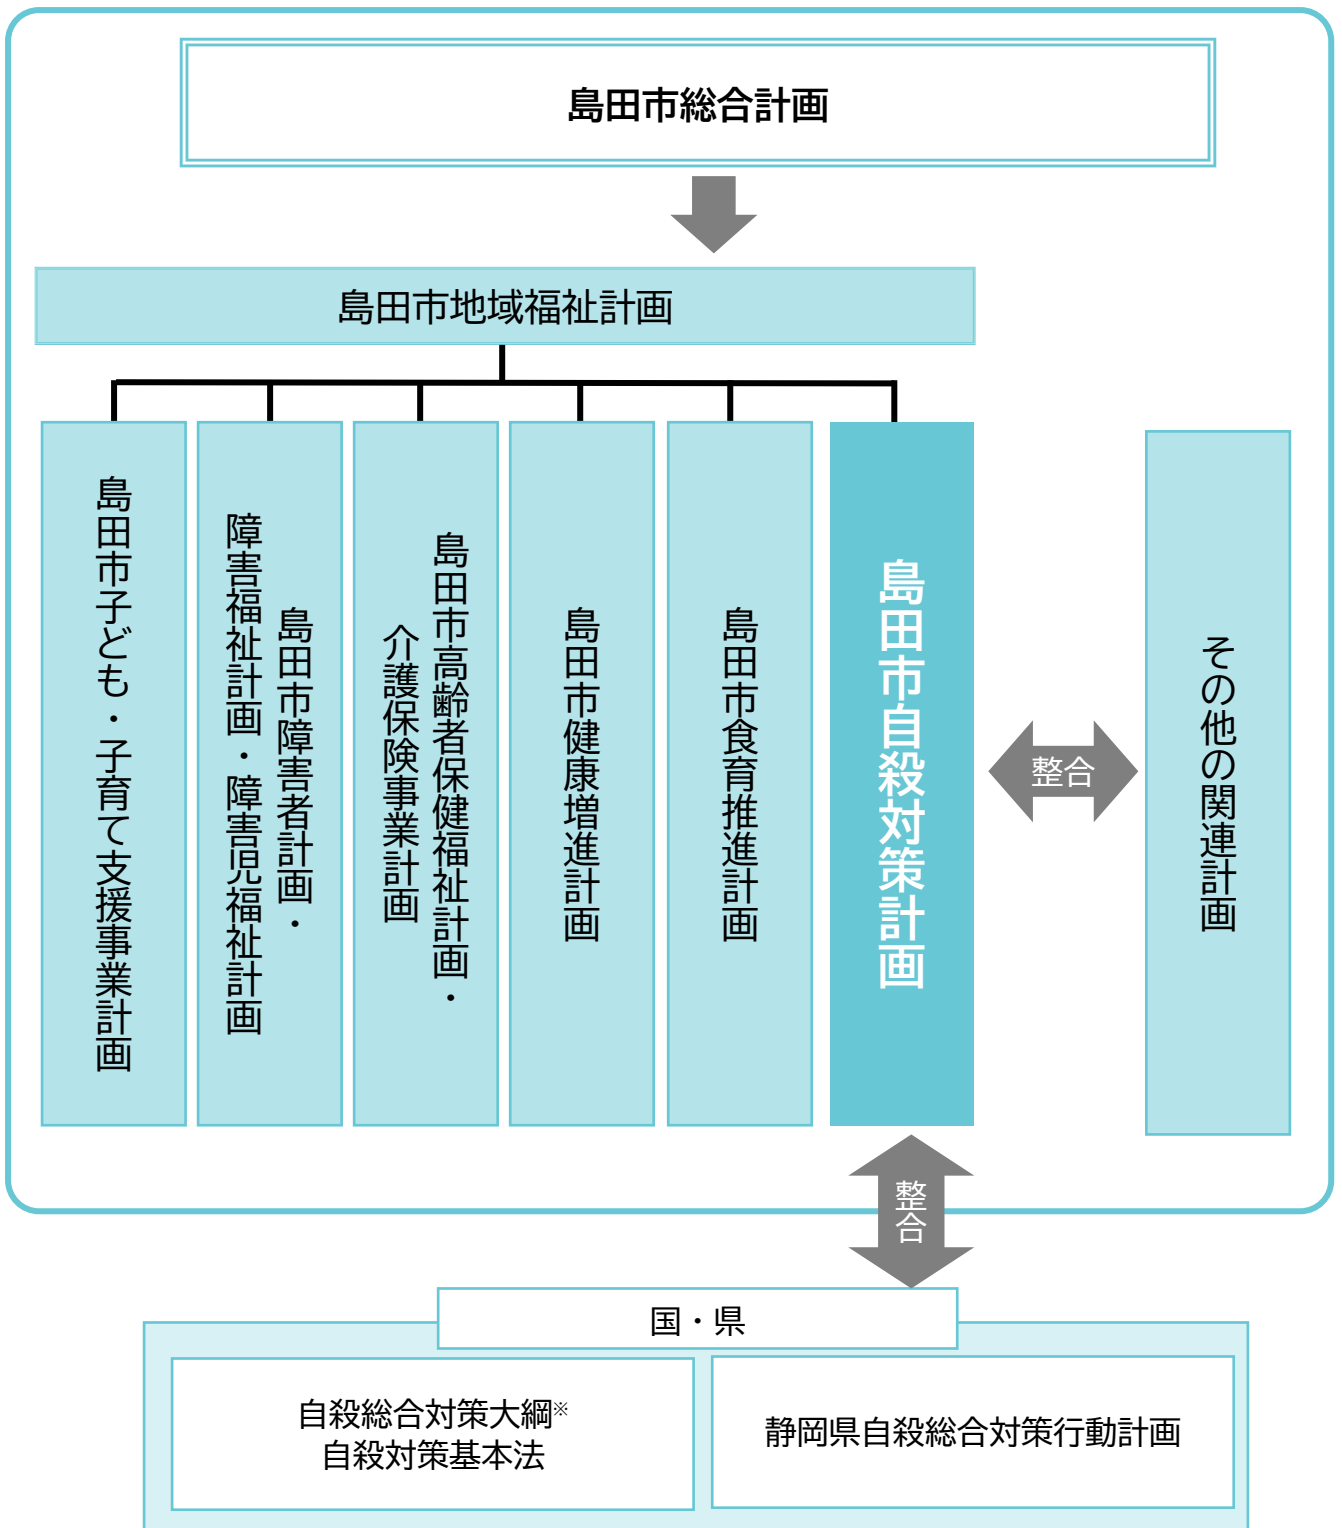 島田市総合計画
島田市地域福祉計画
島田市子ども・子育て支援事業計画
島田市障害者計画・
障害福祉計画・障害児福祉計画
島田市高齢者保健福祉計画・
介護保険事業計画
島田市健康増進計画
島田市食育推進計画
島田市自殺対策計画
整合
その他の関連計画
整合
国・県
自殺総合対策大綱※
自殺対策基本法
静岡県自殺総合対策行動計画